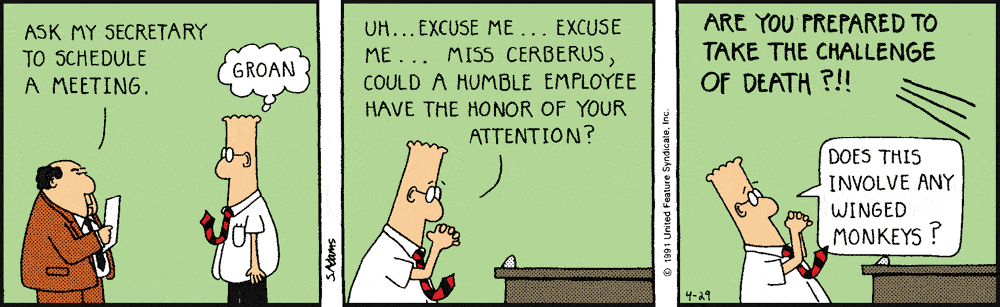 ASK MY SECRETARY
TO SCHEDULE
A MEETING.
GROAN
S.Adams
UH...EXCUSE ME... EXCUSE
ME... MISS CERBERUS,
COULD A HUMBLE EMPLOYEE
HAVE THE HONOR OF YOUR
ATTENTION?
© 1991 United Feature Syndicate, Inc.
ARE YOU PREPARED TO
TAKE THE CHALLENGE
OF DEATH?!!
DOES THIS
INVOLVE ANY
WINGED
MONKEYS?
4-29